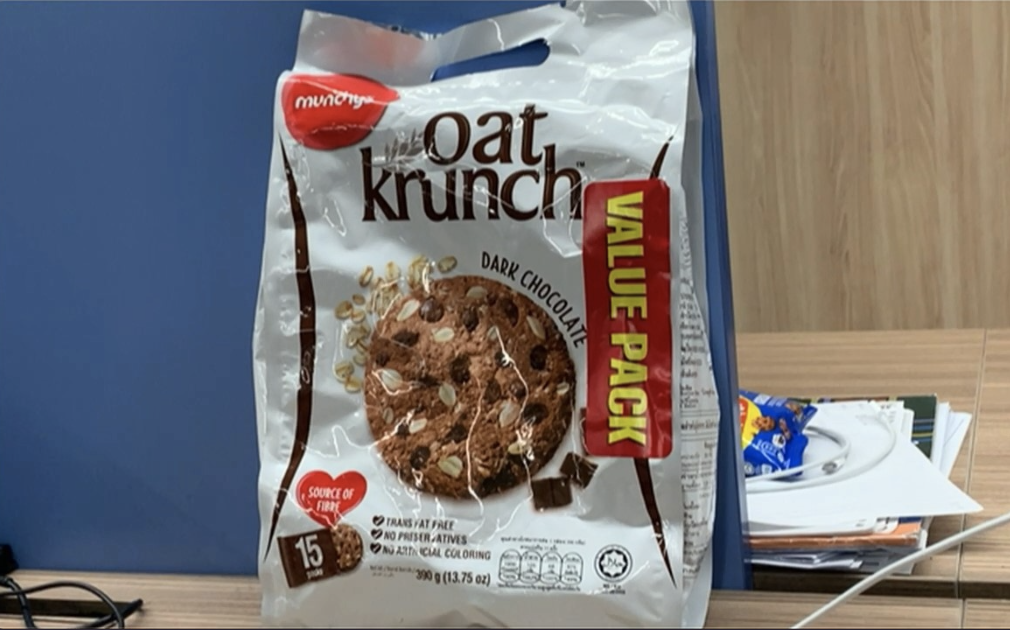 munchy's
oat
krunch™
DARK CHOCOLATE
VALUE PACK
SOURCE OF
FIBRE
15
TRANS FAT FREE
NO PRESERVATIVES
NO ARTIFICIAL COLORING
390 g (13.75 oz)